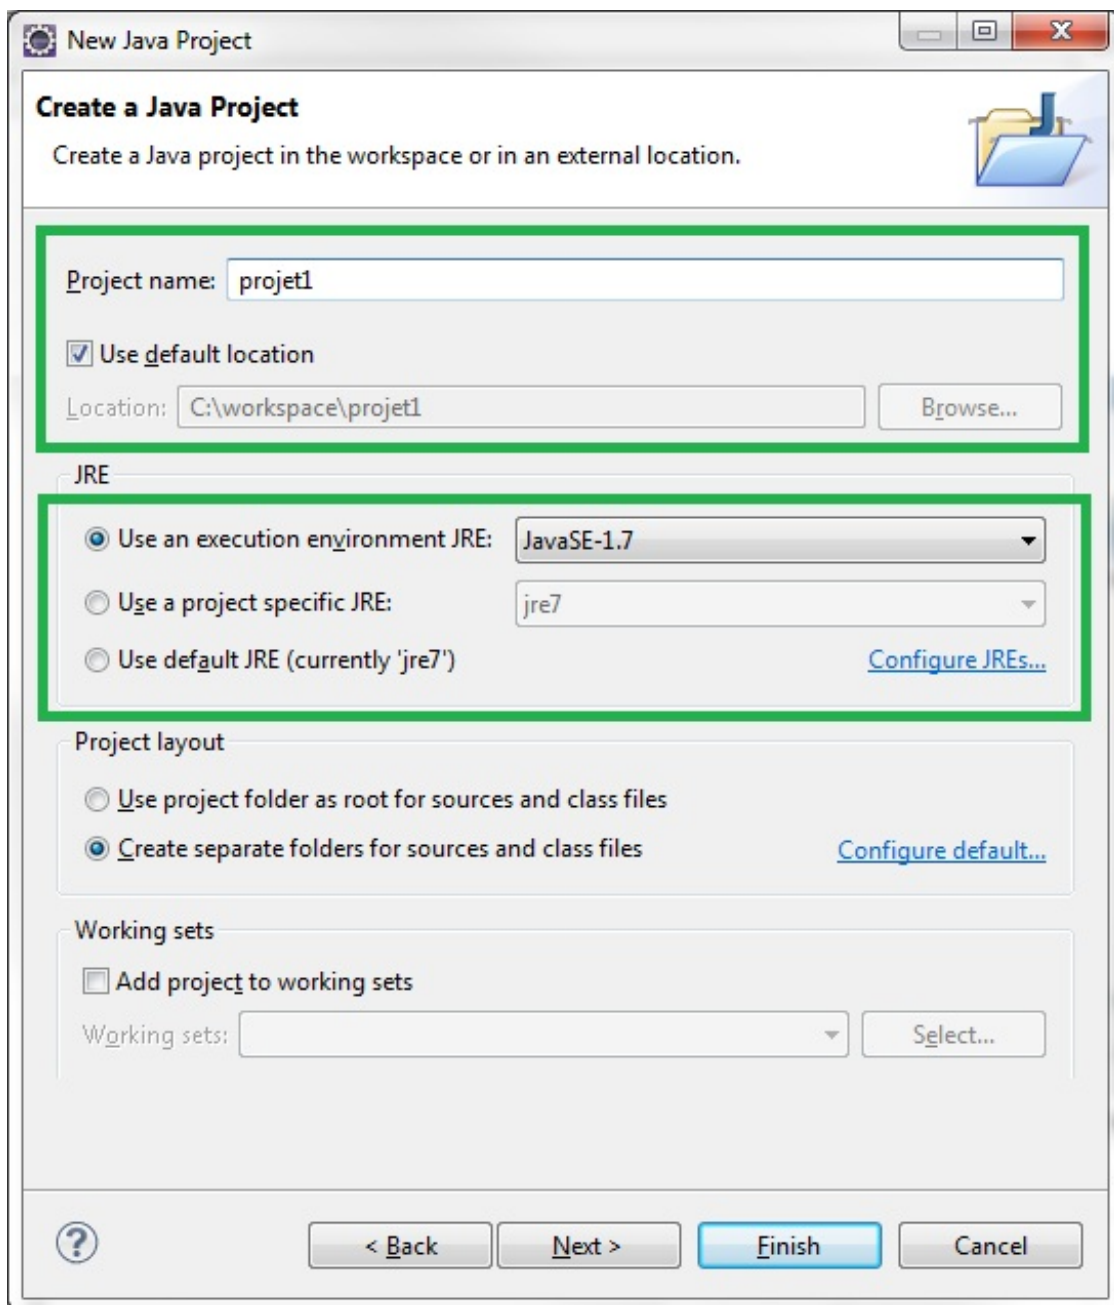 New Java Project
Create a Java Project
Create a Java project in the workspace or in an external location.
Project name: projet1
Use default location
Location: C:\workspace\projet1 Browse...
JRE
Use an execution environment JRE: JavaSE-1.7
Use a project specific JRE: jre7
Use default JRE (currently 'jre7') Configure JREs...
Project layout
Use project folder as root for sources and class files
Create separate folders for sources and class files Configure default...
Working sets
Add project to working sets
Working sets: Select...
? < Back Next > Finish Cancel